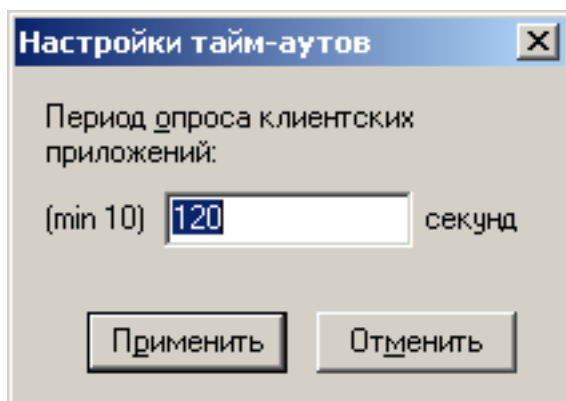 Настройки тайм-аутов
Период опроса клиентских
приложений:
(min 10) 120 секунд
Применить Отменить